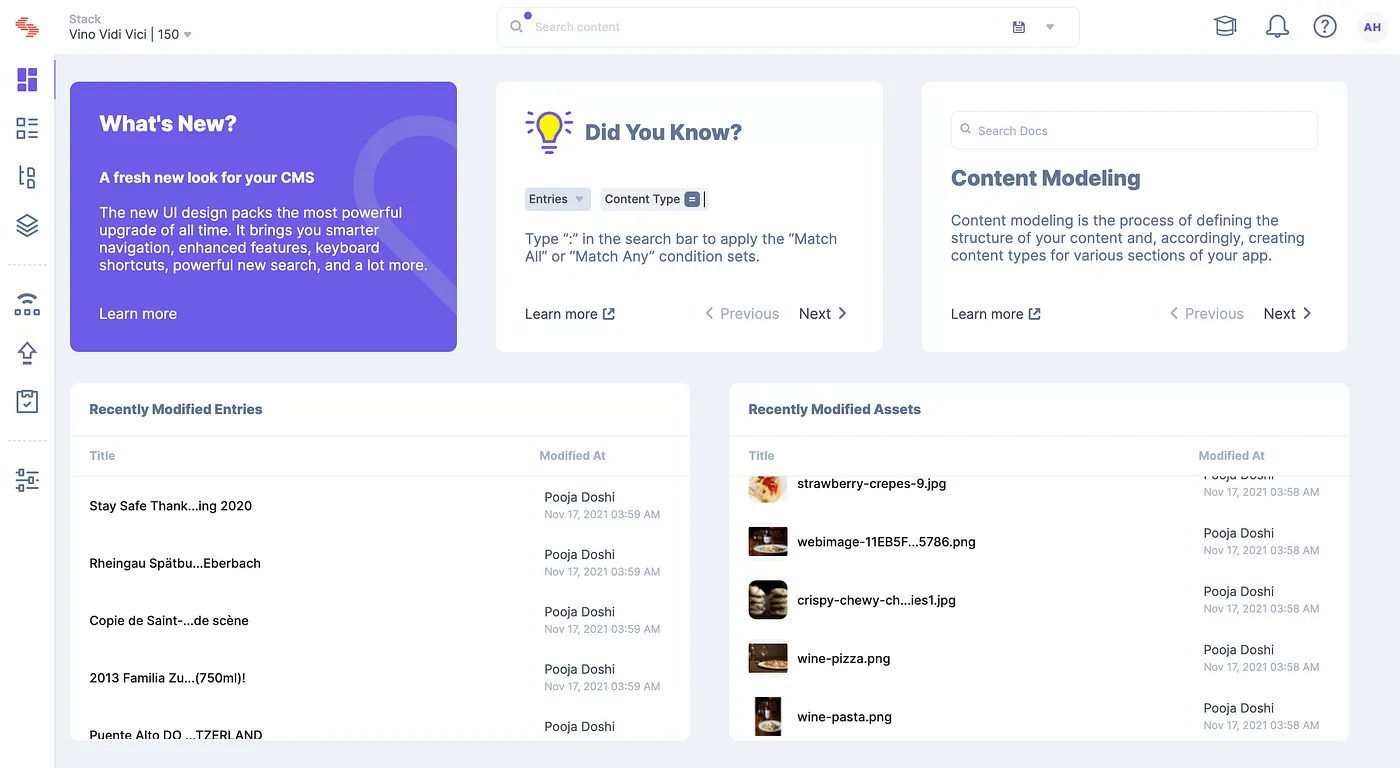 Stack
Vino Vidi Vici | 150
Search content
AH
What's New?
A fresh new look for your CMS
The new UI design packs the most powerful
upgrade of all time. It brings you smarter
navigation, enhanced features, keyboard
shortcuts, powerful new search, and a lot more.
Learn more
Did You Know?
Entries Content Type =
Type “:” in the search bar to apply the “Match
All” or “Match Any” condition sets.
Learn more Previous Next
Search Docs
Content Modeling
Content modeling is the process of defining the
structure of your content and, accordingly, creating
content types for various sections of your app.
Learn more Previous Next
Recently Modified Entries
Title Modified At
Stay Safe Thank...ing 2020 Pooja Doshi
Nov 17, 2021 03:59 AM
Rheingau Spätbu...Eberbach Pooja Doshi
Nov 17, 2021 03:59 AM
Copie de Saint-...de scène Pooja Doshi
Nov 17, 2021 03:59 AM
2013 Familia Zu...(750ml)! Pooja Doshi
Nov 17, 2021 03:59 AM
Puente Alto DO ...TZERLAND Pooja Doshi
Recently Modified Assets
Title Modified At
strawberry-crepes-9.jpg Pooja Doshi
Nov 17, 2021 03:58 AM
webimage-11EB5F...5786.png Pooja Doshi
Nov 17, 2021 03:58 AM
crispy-chewy-ch...ies1.jpg Pooja Doshi
Nov 17, 2021 03:58 AM
wine-pizza.png Pooja Doshi
Nov 17, 2021 03:58 AM
wine-pasta.png Pooja Doshi
Nov 17, 2021 03:58 AM